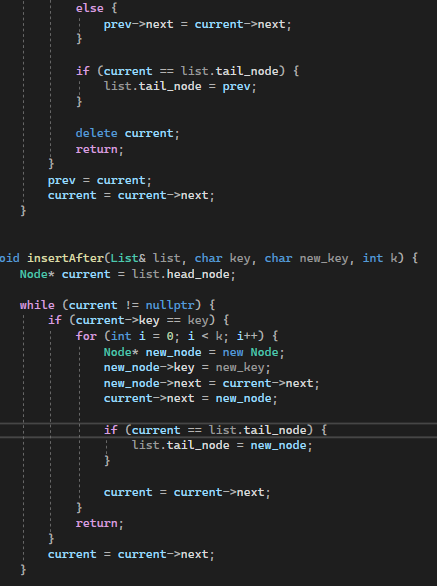 else {
prev->next = current->next;
}
if (current == list.tail_node) {
list.tail_node = prev;
}
delete current;
return;
}
prev = current;
current = current->next;
}
oid insertAfter(List& list, char key, char new_key, int k) {
Node* current = list.head_node;
while (current != nullptr) {
if (current->key == key) {
for (int i = 0; i < k; i++) {
Node* new_node = new Node;
new_node->key = new_key;
new_node->next = current->next;
current->next = new_node;
if (current == list.tail_node) {
list.tail_node = new_node;
}
current = current->next;
}
return;
}
current = current->next;
}